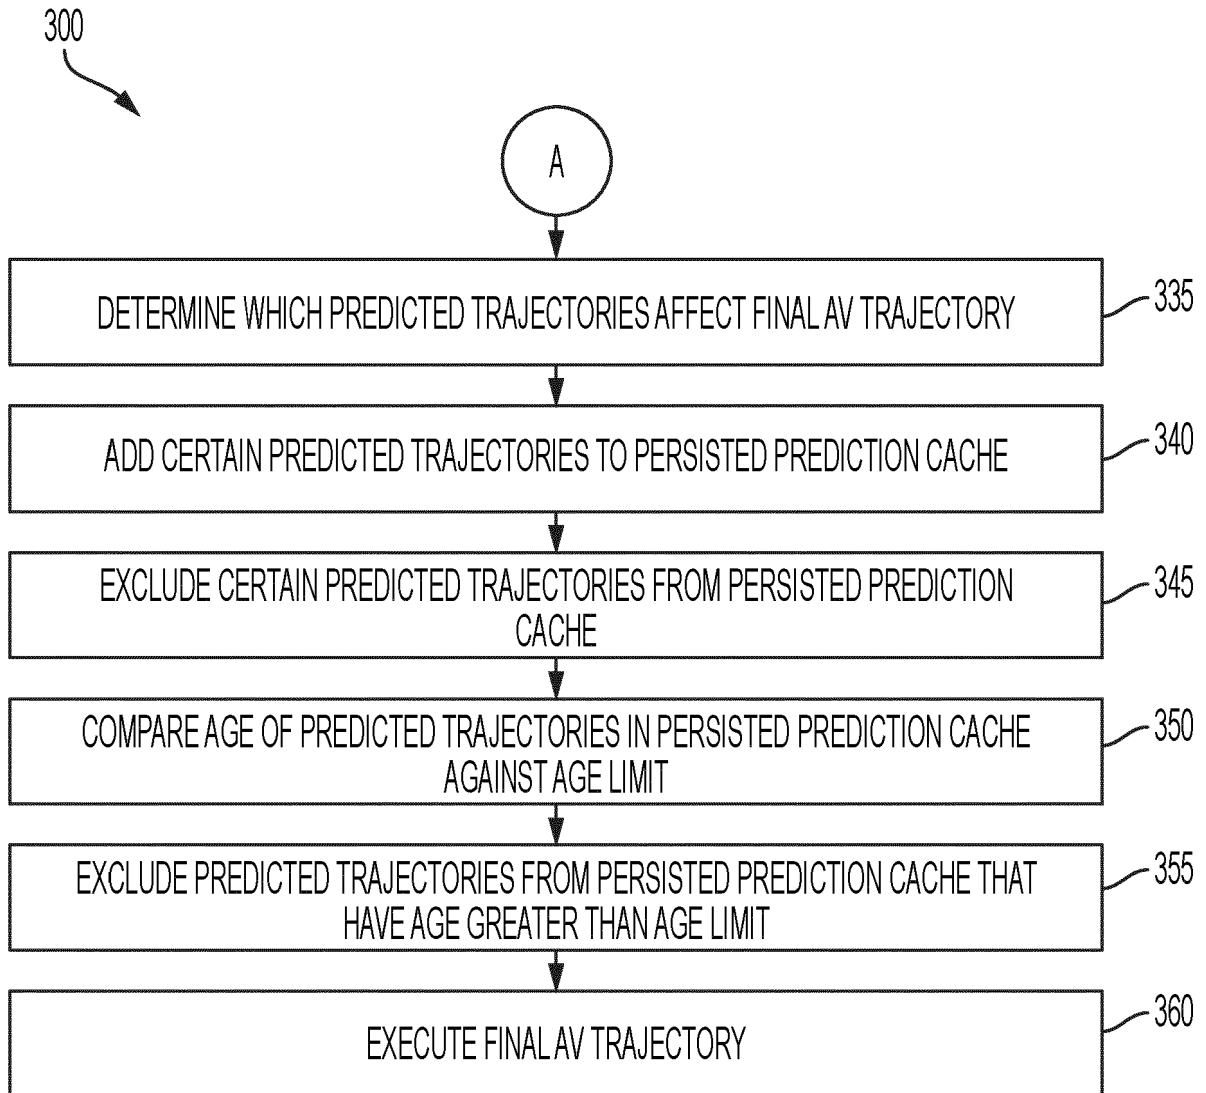 300
A
DETERMINE WHICH PREDICTED TRAJECTORIES AFFECT FINAL AV TRAJECTORY
335
ADD CERTAIN PREDICTED TRAJECTORIES TO PERSISTED PREDICTION CACHE
340
EXCLUDE CERTAIN PREDICTED TRAJECTORIES FROM PERSISTED PREDICTION
CACHE
345
COMPARE AGE OF PREDICTED TRAJECTORIES IN PERSISTED PREDICTION CACHE
AGAINST AGE LIMIT
350
EXCLUDE PREDICTED TRAJECTORIES FROM PERSISTED PREDICTION CACHE THAT
HAVE AGE GREATER THAN AGE LIMIT
355
EXECUTE FINAL AV TRAJECTORY
360